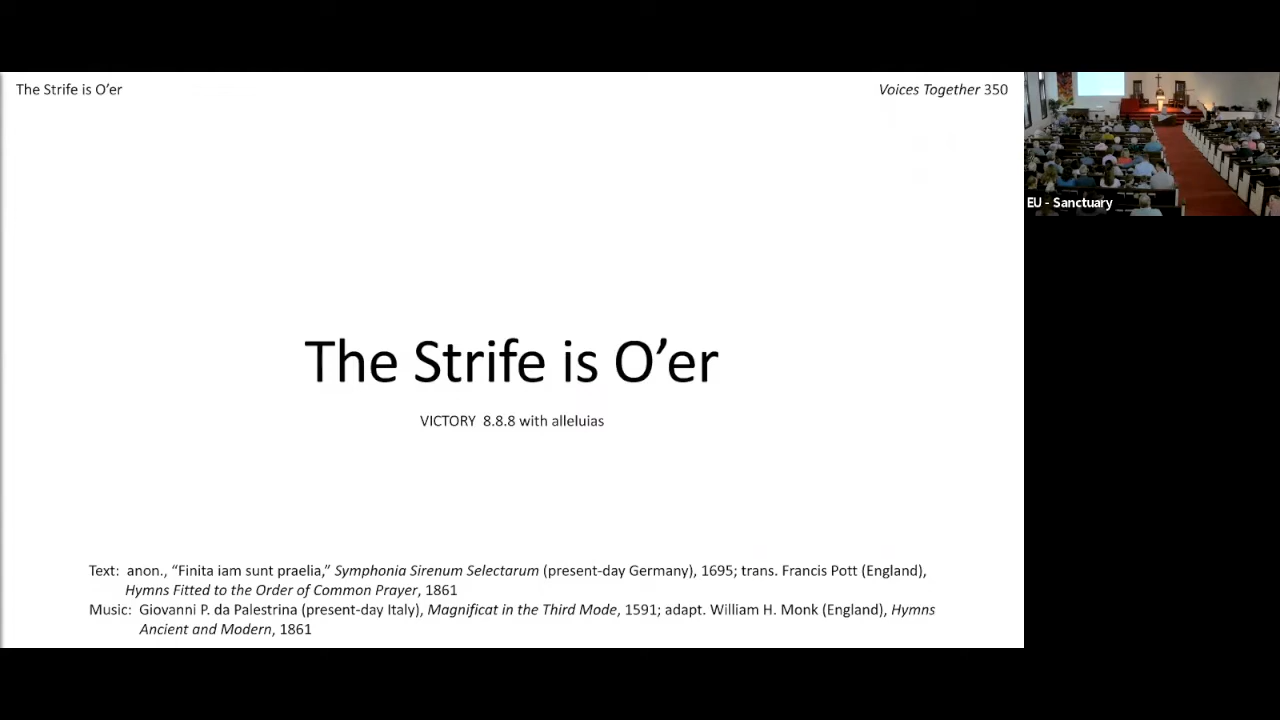 The Strife is O’er
Voices Together 350
EU - Sanctuary
The Strife is O’er
VICTORY 8.8.8 with alleluias
Text: anon., “Finita iam sunt praelia,” Symphonia Sirenum Selectarum (present-day Germany), 1695; trans. Francis Pott (England),
Hymns Fitted to the Order of Common Prayer, 1861
Music: Giovanni P. da Palestrina (present-day Italy), Magnificat in the Third Mode, 1591; adapt. William H. Monk (England), Hymns
Ancient and Modern, 1861